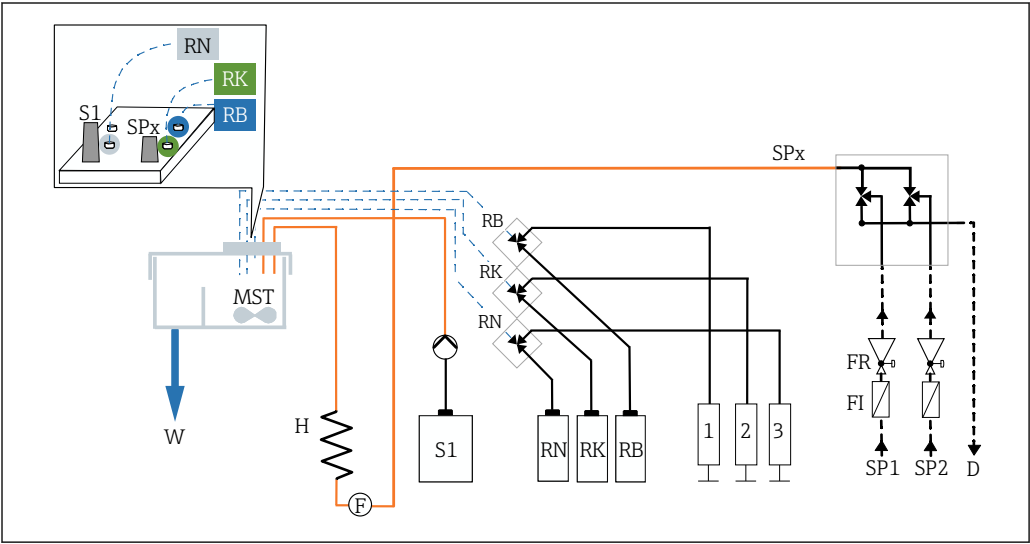 RN
RK
RB
S1
SPx
SPx
RB
RK
RN
MST
W
H
F
S1
RN
RK
RB
1
2
3
FR
FI
SP1
SP2
D